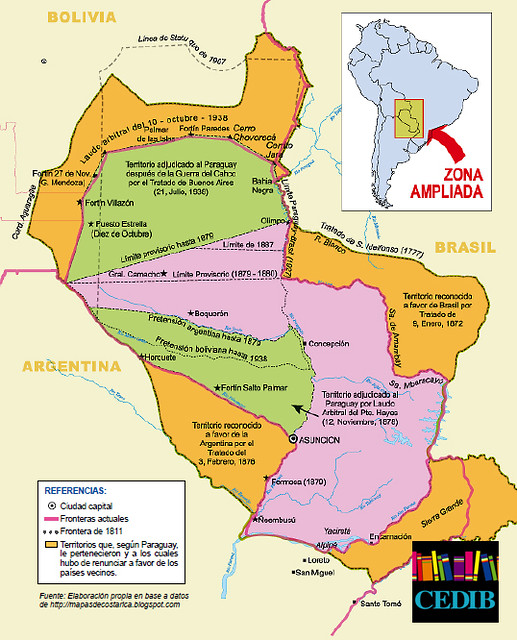 BOLIVIA
Línea de Statu quo de 1907
Laudo arbitral del 10 - octubre - 1938
Palmar
de las Islas
Fortín Paredes
Cerro
Chovoreca
Cerrito
Jara
Fortín 27 de Nov.
(G. Mendoza)
Territorio adjudicado al Paraguay
después de la Guerra del Cahco
por el Tratado de Buenos Aires
(21, Julio, 1938)
Bahía
Negra
Fortín Villazón
Puesto Estrella
(Diez de Octubre)
Olimpo
Límite provisorio hasta 1879
Límite de 1887
Gral. Camacho
Límite Provisorio (1879 - 1880)
Límite Paraguay-Brasil (1927)
ZONA
AMPLIADA
Tratado de S. Ildefonso (1777)
R. Blanco
BRASIL
Territorio reconocido
a favor de Brasil por
Tratado de
9, Enero, 1872
Sa. de Amambay
Sa. Mbaracayú
Boquerón
Pretensión argentina hasta 1873
Concepción
Pretensión boliviana hasta 1938
ARGENTINA
Horcuete
Fortín Salto Palmar
Territorio adjudicado al
Paraguay por Laudo
Arbitral del Pte. Hayes
(12, Noviembre, 1878)
Territorio reconocido
a favor de la
Argentina por el
Tratado del
3, Febrero, 1876
ASUNCION
Formosa (1879)
Ñeembucú
Yacireta
Alpipé
Encarnación
Sierra Grande
Loreto
San Miguel
Santo Tomé
REFERENCIAS:
Ciudad capital
Fronteras actuales
Frontera de 1811
Territorios que, según Paraguay,
le pertenecieron y a los cuales
hubo de renunciar a favor de los
países vecinos.
Fuente: Elaboración propia en base a datos
de http://mapasdecostarica.blogspot.com
CEDIB